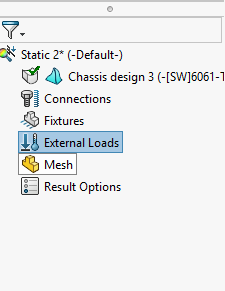 Static 2* (-Default-)
Chassis design 3 (-[SW]6061-T
Connections
Fixtures
External Loads
Mesh
Result Options